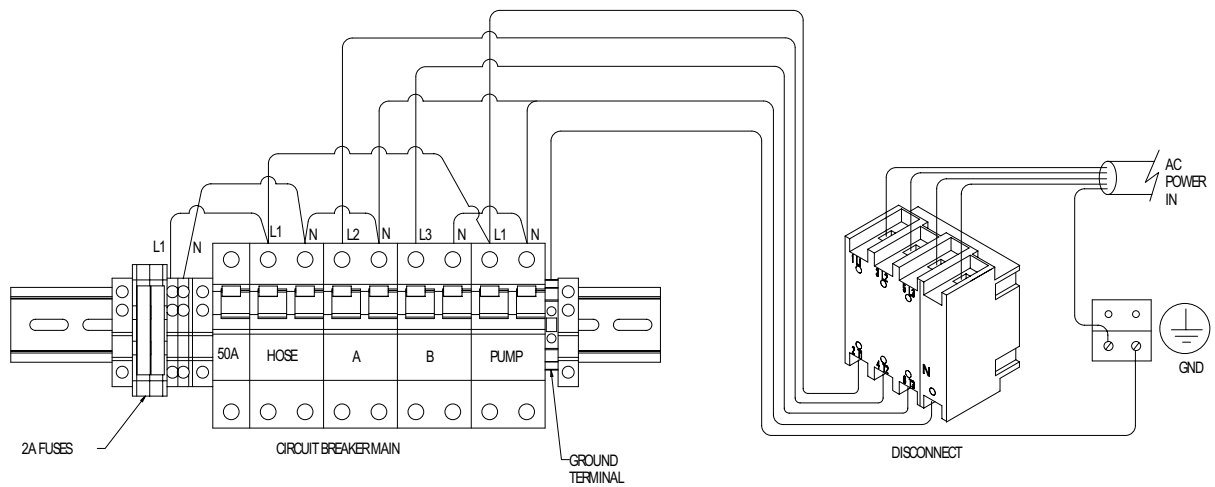 AC
POWER
IN
L1
N
L1
N
L2
N
L3
N
L1
N
50A
HOSE
A
B
PUMP
N
GND
2A FUSES
CIRCUIT BREAKER MAIN
GROUND
TERMINAL
DISCONNECT